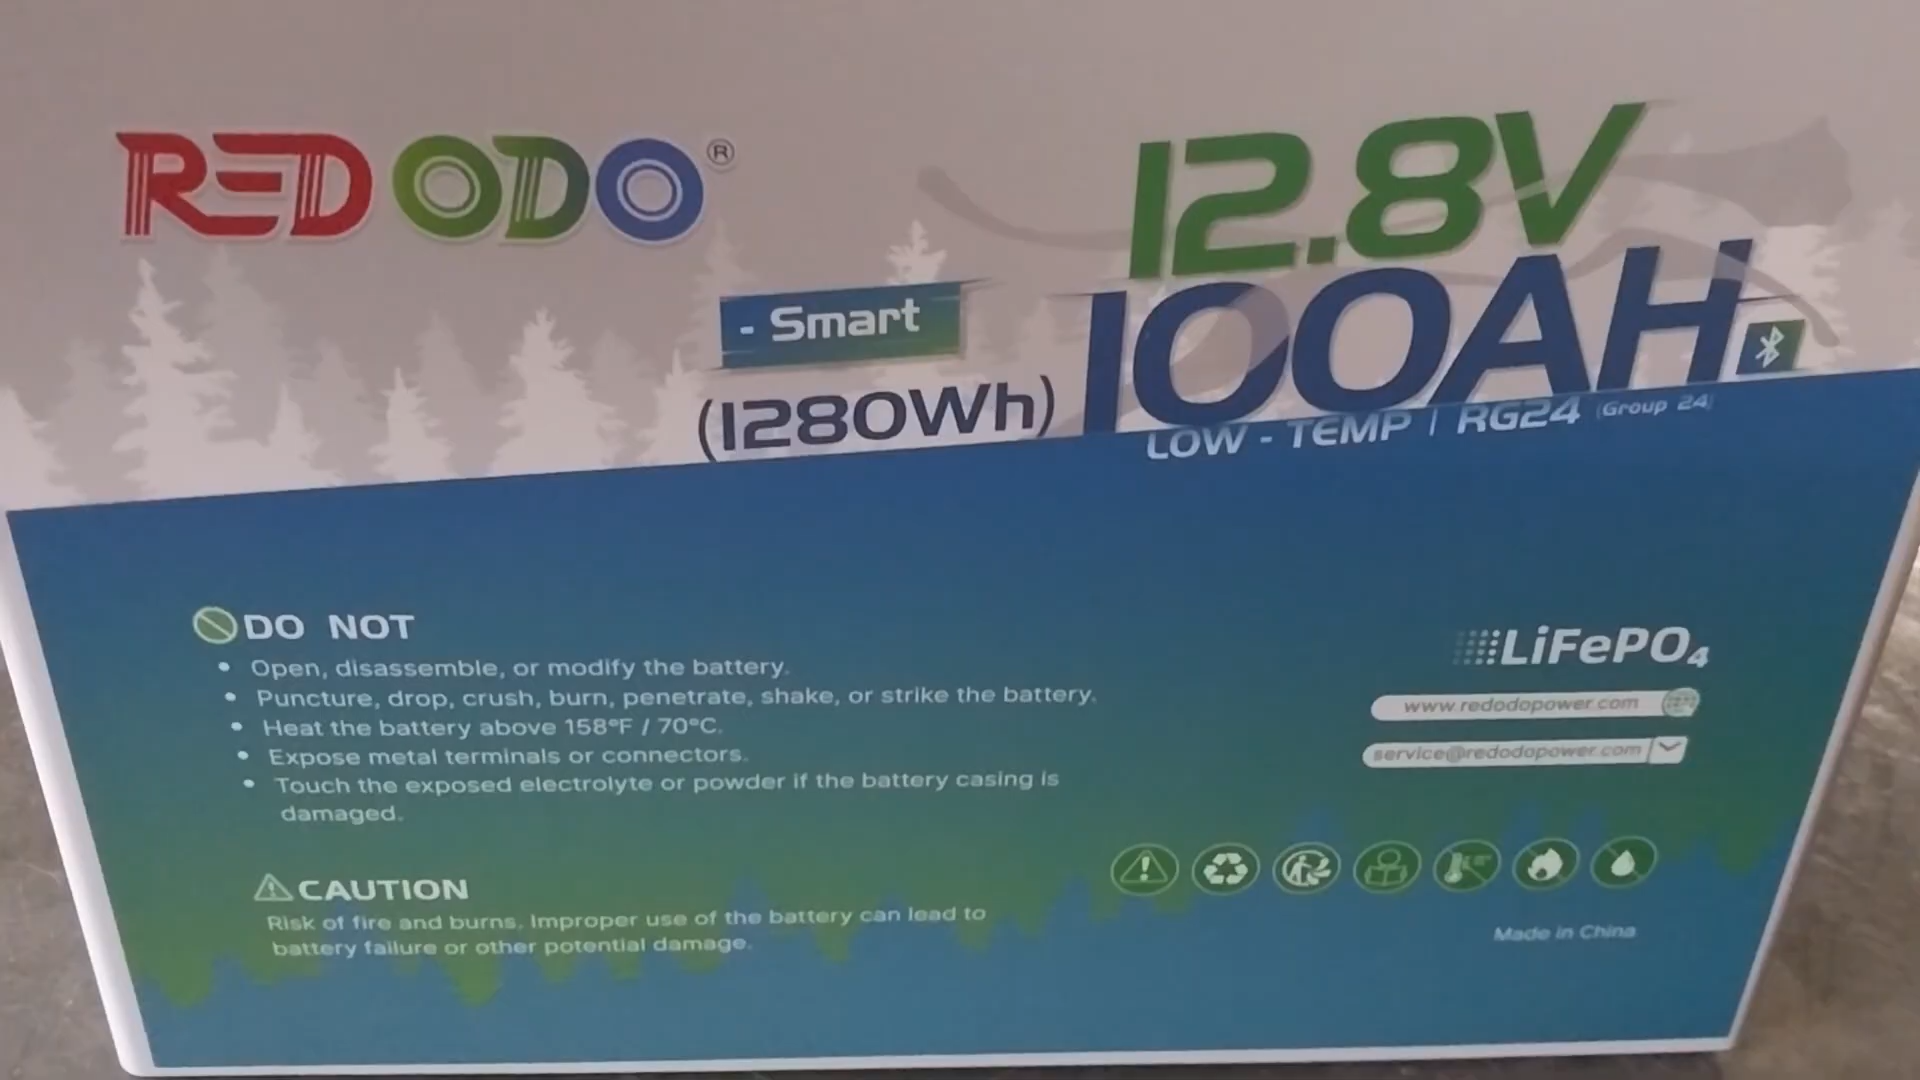 RED ODO®
12.8V
- Smart
100AH
(1280Wh)
LOW - TEMP | RG24 (Group 24)
DO NOT
• Open, disassemble, or modify the battery.
• Puncture, drop, crush, burn, penetrate, shake, or strike the battery.
• Heat the battery above 158°F / 70°C.
• Expose metal terminals or connectors.
• Touch the exposed electrolyte or powder if the battery casing is
damaged.
LiFePO₄
www.redodopower.com
service@redodopower.com
CAUTION
Risk of fire and burns. Improper use of the battery can lead to
battery failure or other potential damage.
Made in China